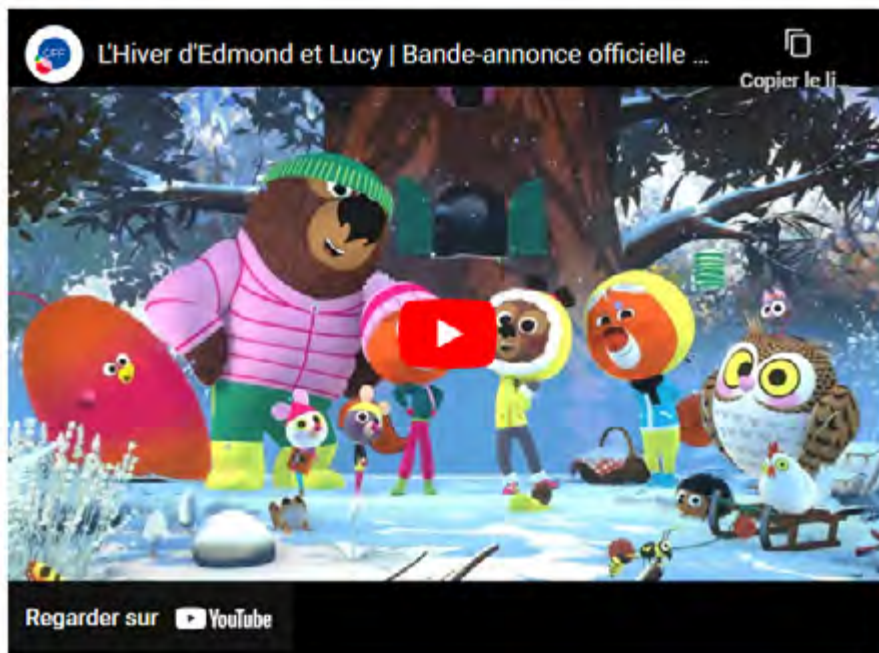 L'Hiver d'Edmond et Lucy | Bande-annonce officielle ...
Copier le li...
Regarder sur YouTube